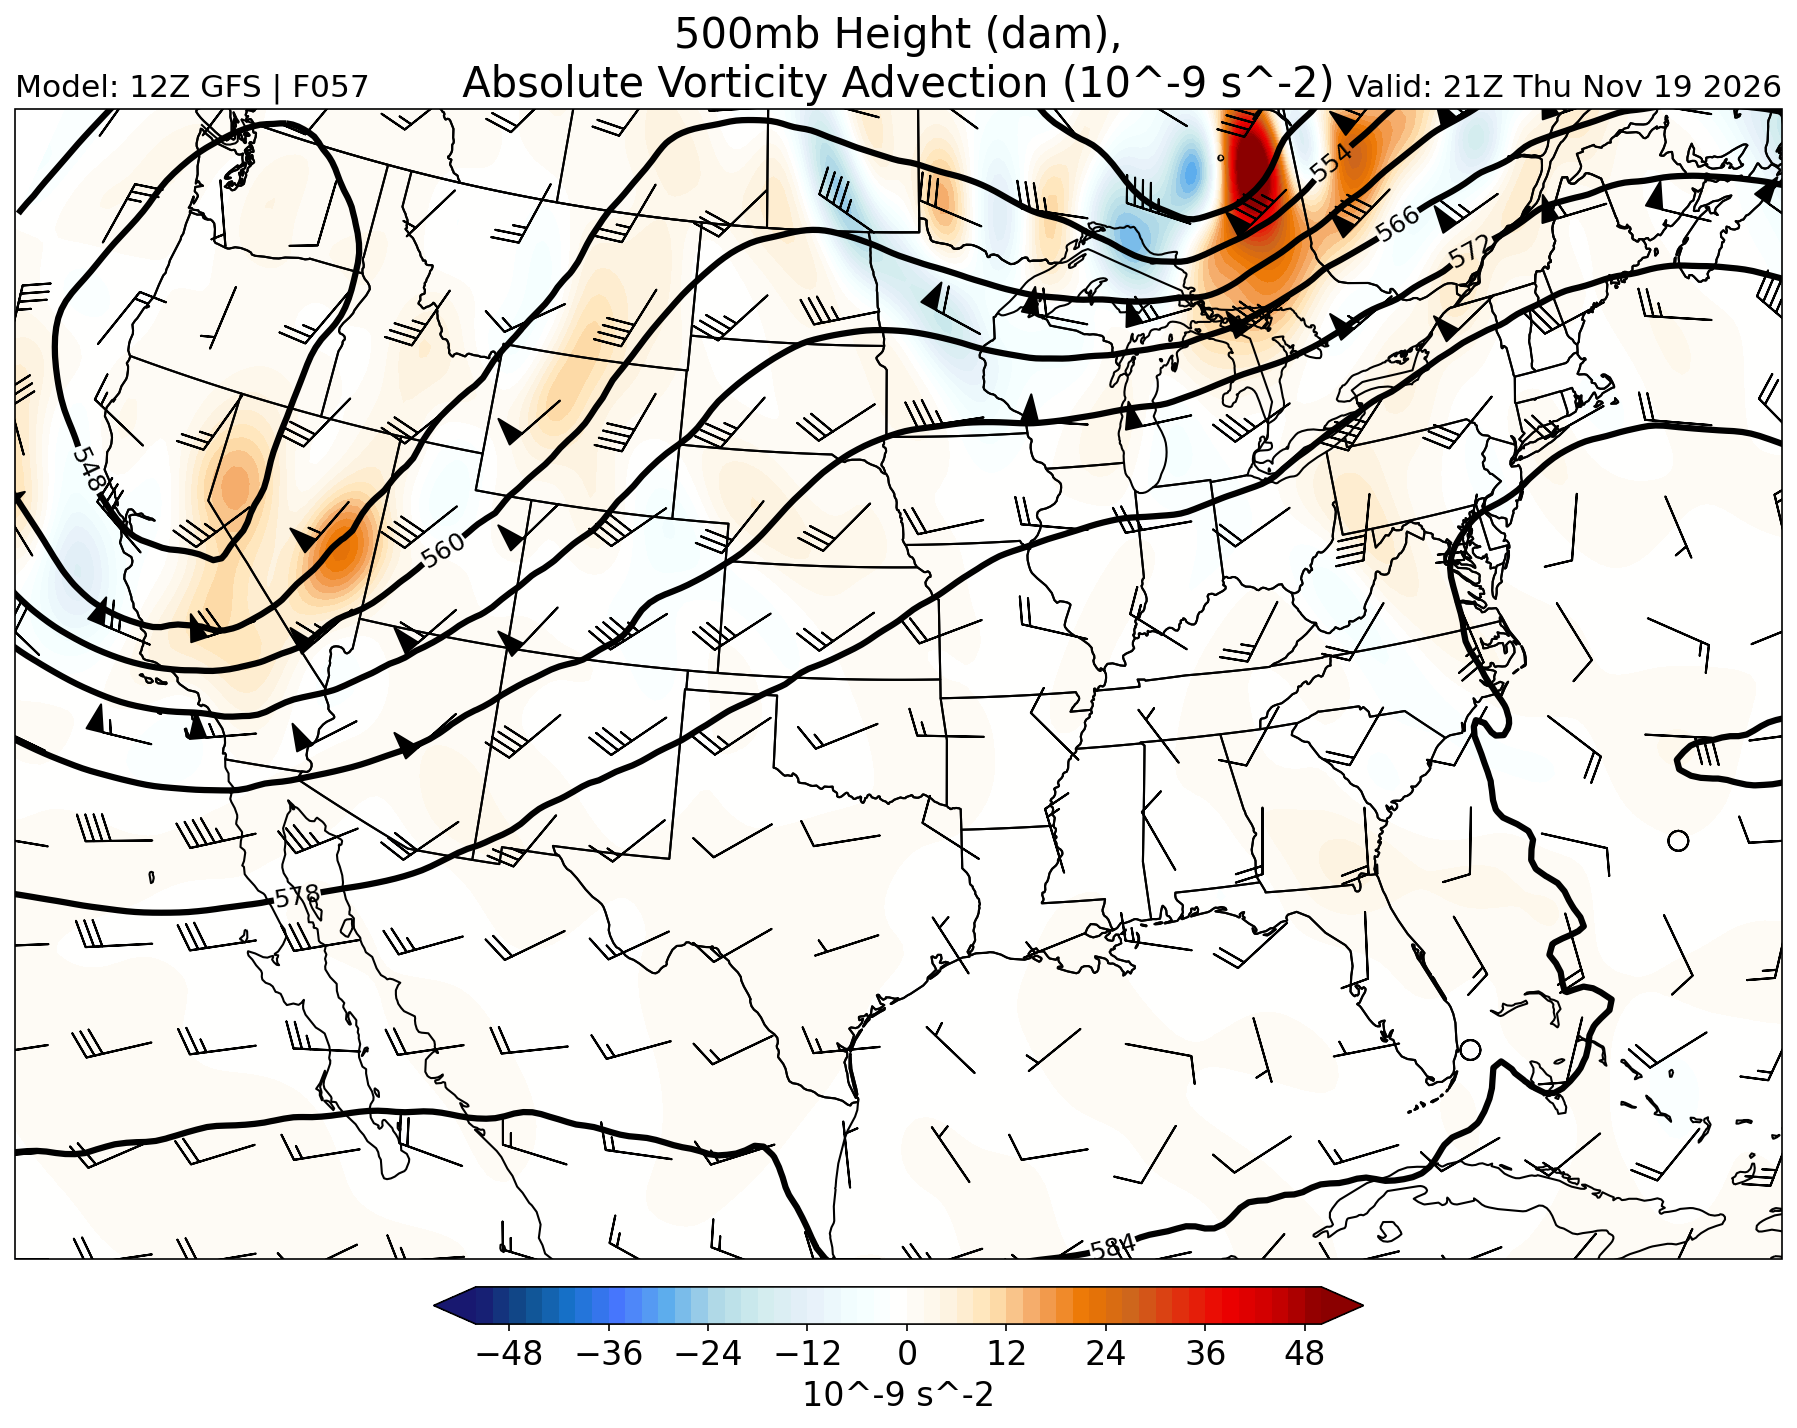 500mb Height (dam),
Model: 12Z GFS | F057
Absolute Vorticity Advection (10^-9 s^-2)
Valid: 21Z Thu Nov 19 2026
554
566
572
548
560
578
584
−48 −36 −24 −12 0 12 24 36 48
10^-9 s^-2